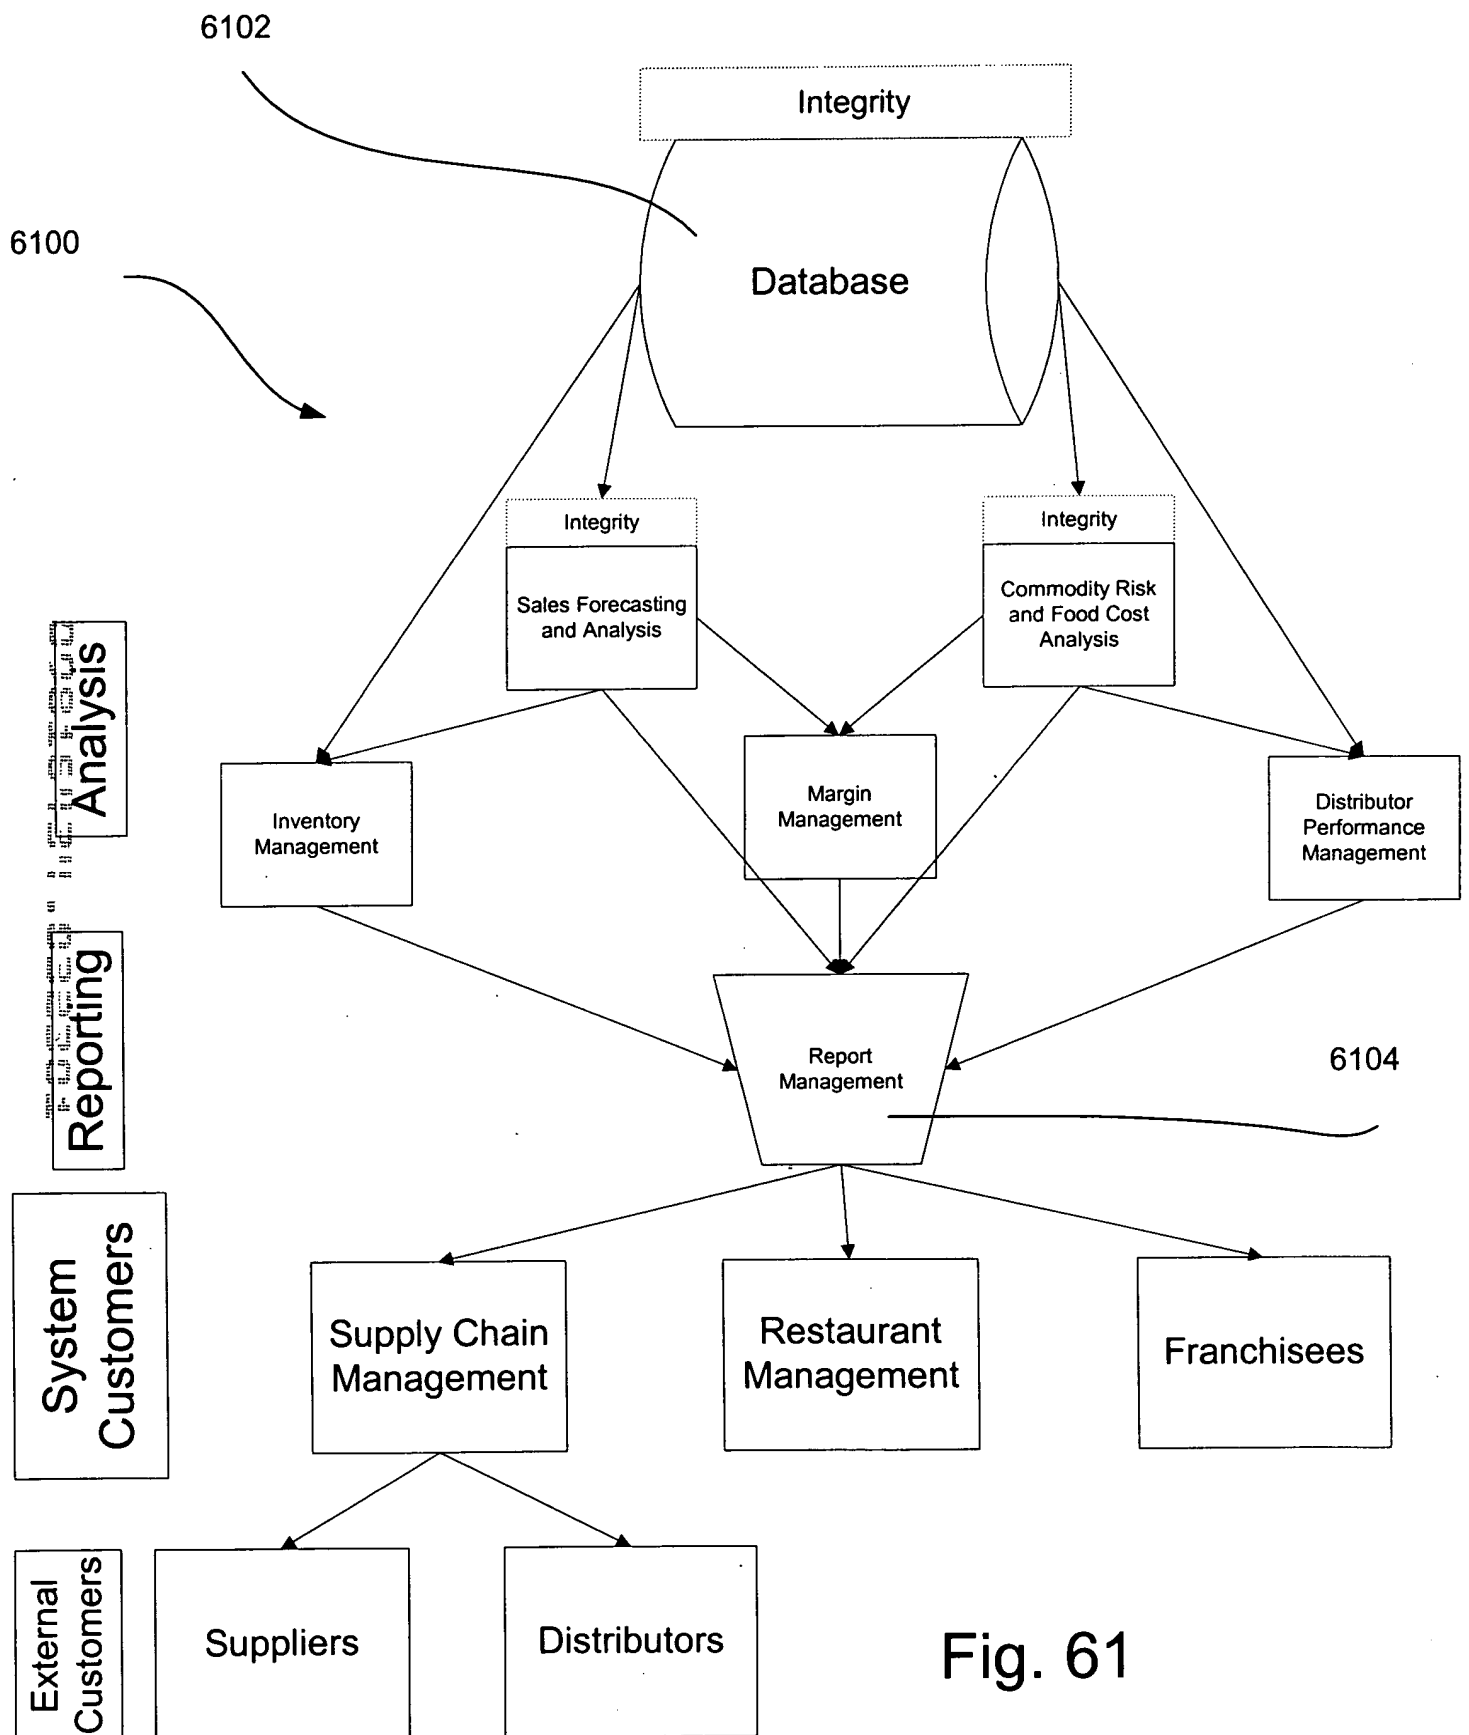 6102
Integrity
6100
Database
Integrity
Integrity
Sales Forecasting
and Analysis
Commodity Risk
and Food Cost
Analysis
Analysis
Inventory
Management
Margin
Management
Distributor
Performance
Management
Reporting
Report
Management
6104
System
Customers
Supply Chain
Management
Restaurant
Management
Franchisees
External
Customers
Suppliers
Distributors
Fig. 61